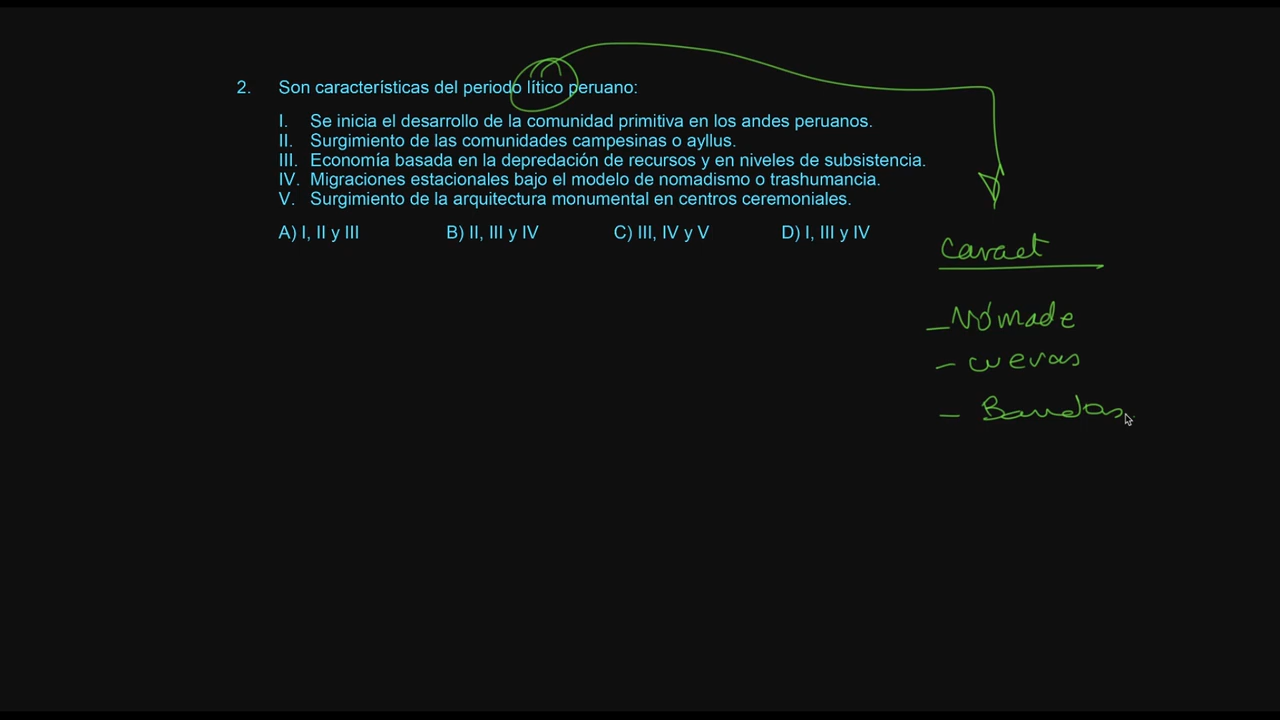 2. Son características del periodo lítico peruano:
I. Se inicia el desarrollo de la comunidad primitiva en los andes peruanos.
II. Surgimiento de las comunidades campesinas o ayllus.
III. Economía basada en la depredación de recursos y en niveles de subsistencia.
IV. Migraciones estacionales bajo el modelo de nomadismo o trashumancia.
V. Surgimiento de la arquitectura monumental en centros ceremoniales.
A) I, II y III B) II, III y IV C) III, IV y V D) I, III y IV
Caract
- Nómade
- cuevas
- Bandas